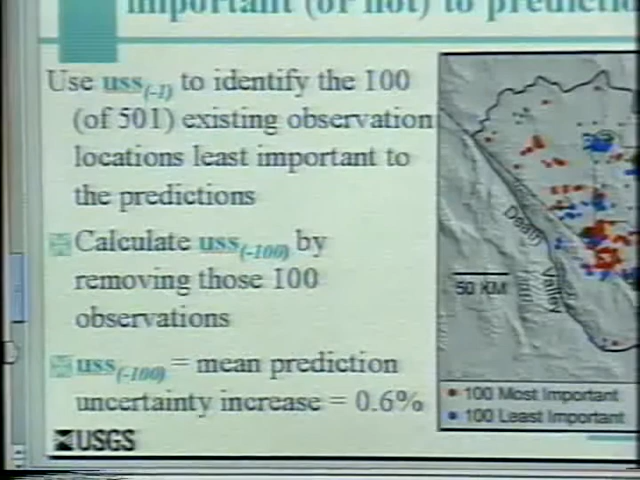 important (or not) to predictio
Use uss(-1) to identify the 100
(of 501) existing observation
locations least important to
the predictions
Calculate uss(-100) by
removing those 100
observations
uss(-100) = mean prediction
uncertainty increase = 0.6%
USGS
Death Valley
50 KM
100 Most Important
100 Least Important